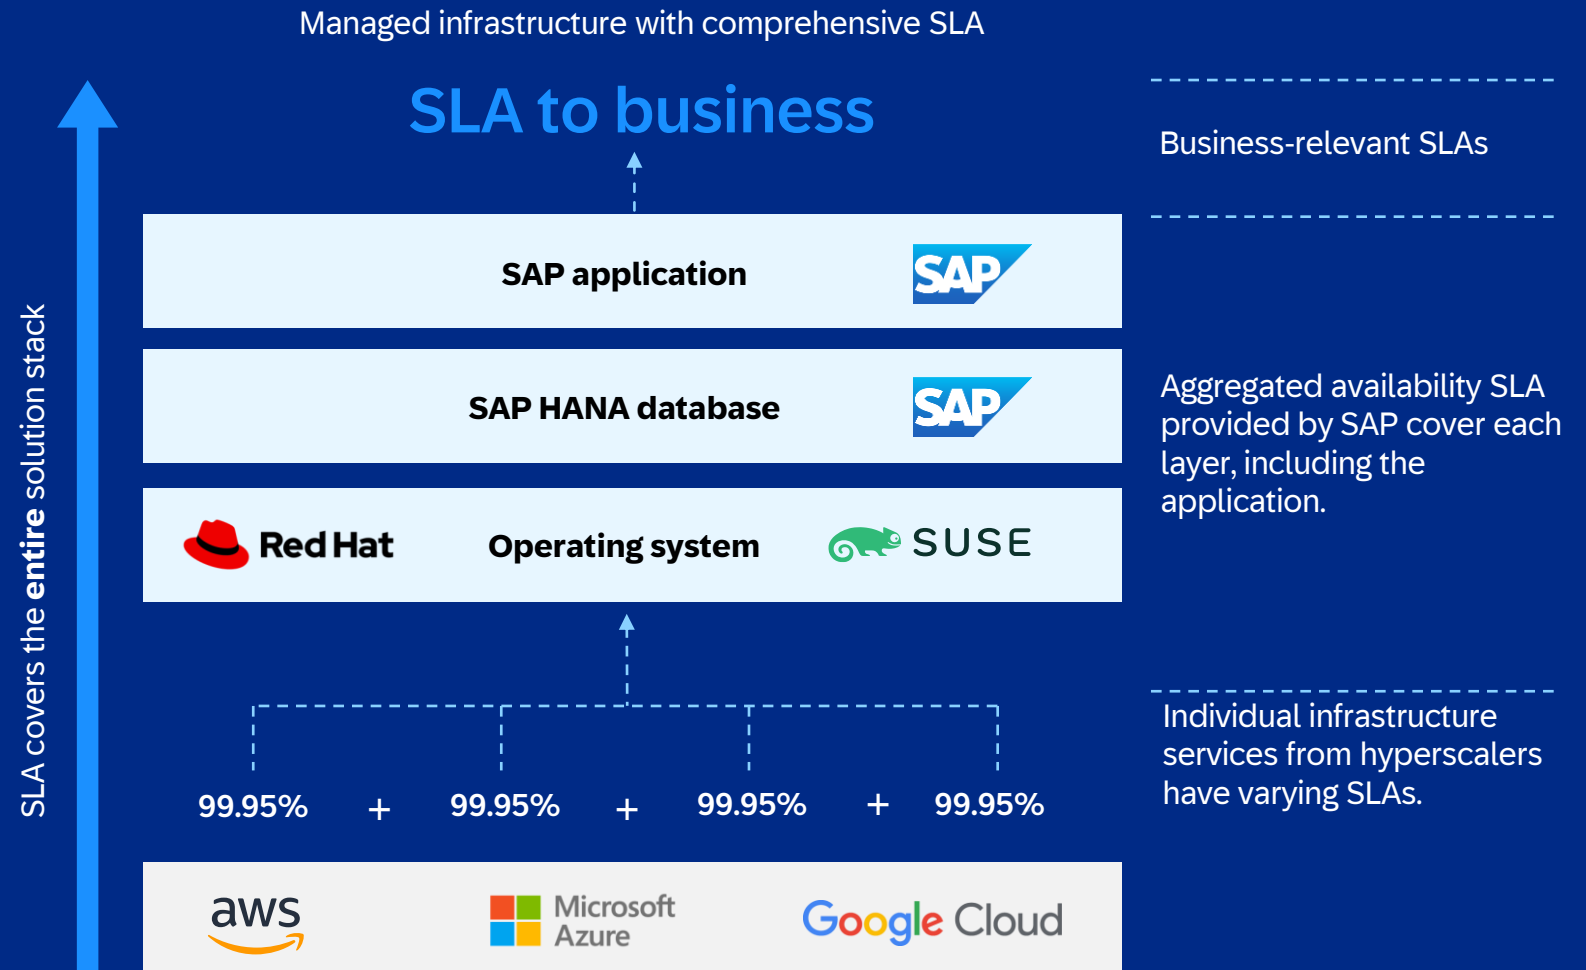 Managed infrastructure with comprehensive SLA
SLA to business
Business-relevant SLAs
SLA covers the entire solution stack
SAP application
SAP
SAP HANA database
SAP
Aggregated availability SLA
provided by SAP cover each
layer, including the
application.
Red Hat
Operating system
SUSE
Individual infrastructure
services from hyperscalers
have varying SLAs.
99.95% + 99.95% + 99.95% + 99.95%
aws
Microsoft
Azure
Google Cloud